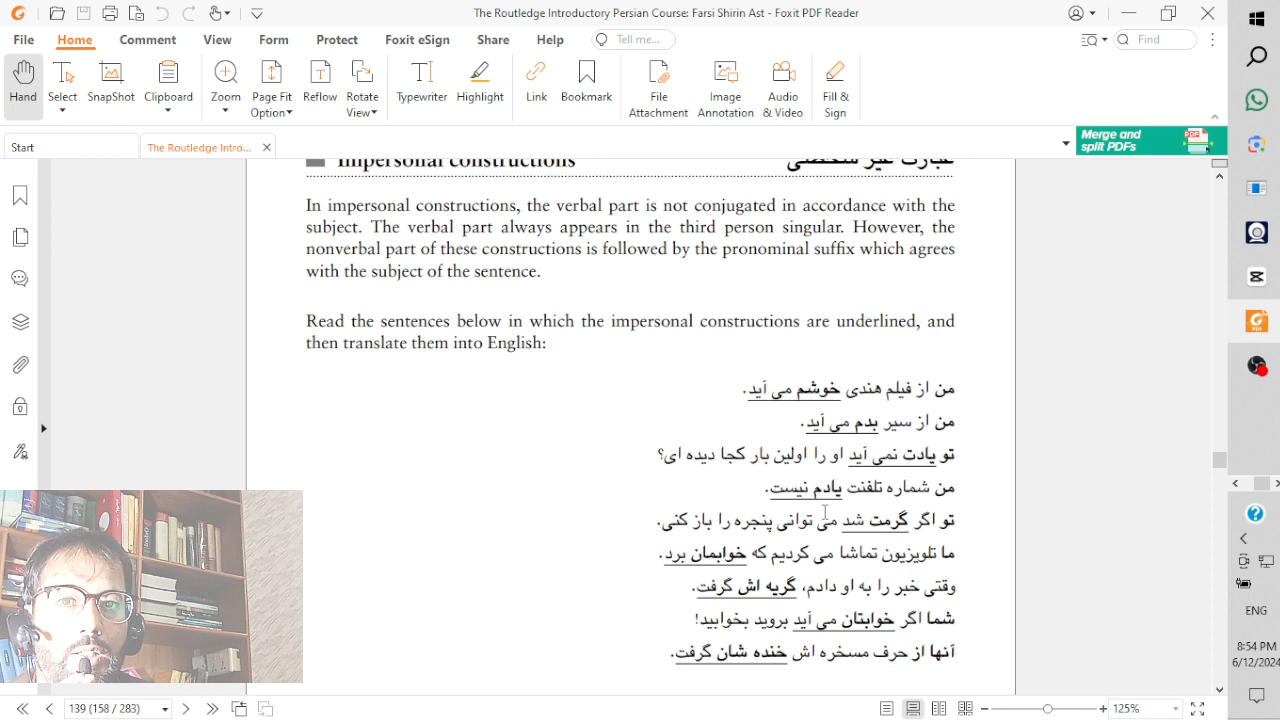 The Routledge Introductory Persian Course: Farsi Shirin Ast - Foxit PDF Reader
File Home Comment View Form Protect Foxit eSign Share Help Tell me... Find
Hand Select SnapShot Clipboard Zoom Page Fit Option Reflow Rotate View Typewriter Highlight Link Bookmark File Attachment Image Annotation Audio & Video Fill & Sign
Start The Routledge Intro... Merge and split PDFs PDF
Impersonal constructions عبارت غیر شخصی
In impersonal constructions, the verbal part is not conjugated in accordance with the
subject. The verbal part always appears in the third person singular. However, the
nonverbal part of these constructions is followed by the pronominal suffix which agrees
with the subject of the sentence.
Read the sentences below in which the impersonal constructions are underlined, and
then translate them into English:
من از فیلم هندی خوشم می آید.
من از سیر بدم می آید.
تو یادت نمی آید او را اولین بار کجا دیده ای؟
من شماره تلفنت یادم نیست.
تو اگر گرمت شد می توانی پنجره را باز کنی.
ما تلویزیون تماشا می کردیم که خوابمان برد.
وقتی خبر را به او دادم، گریه اش گرفت.
شما اگر خوابتان می آید بروید بخوابید!
آنها از حرف مسخره اش خنده شان گرفت.
139 (158 / 283) 125%
ENG
8:54 PM
6/12/2024